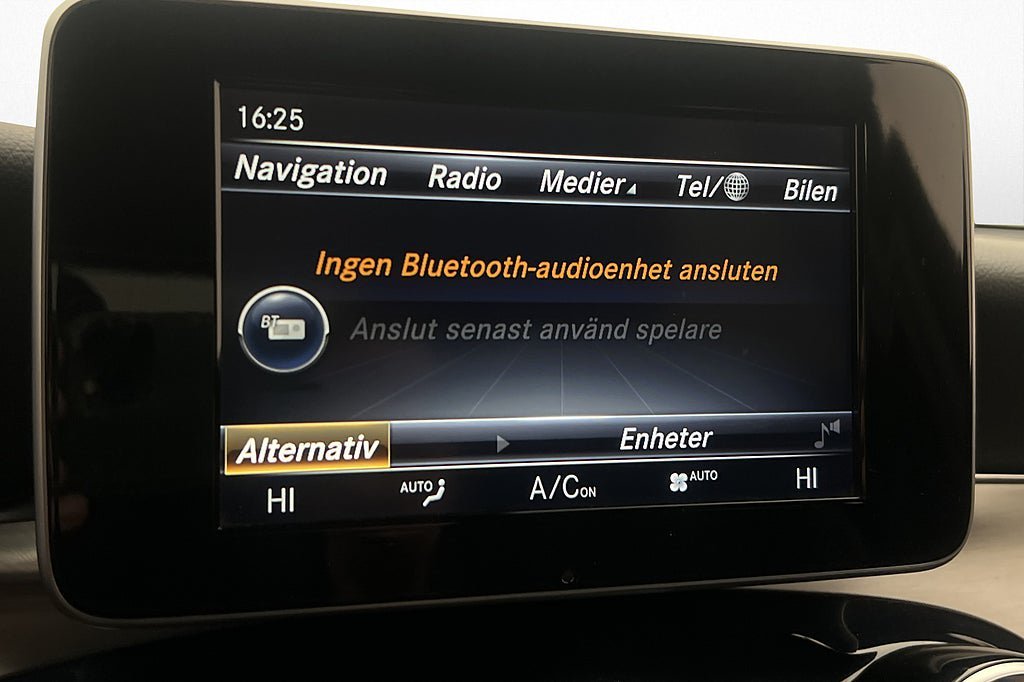 16:25
Navigation Radio Medier Tel/ Bilen
Ingen Bluetooth-audioenhet ansluten
BT
Anslut senast använd spelare
Alternativ Enheter
HI AUTO A/C ON AUTO HI